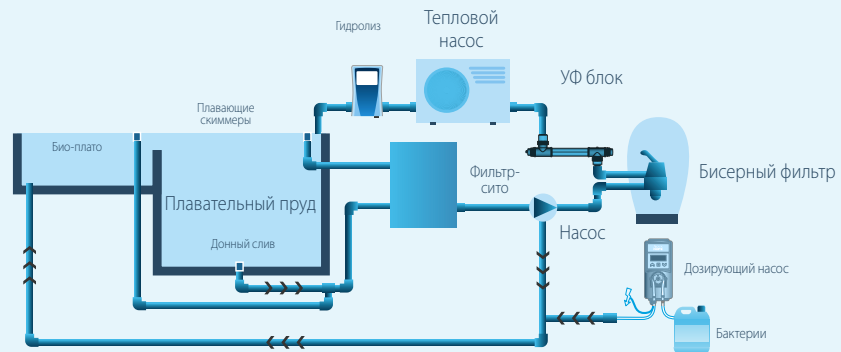 Гидролиз
Тепловой
насос
УФ блок
Плавающие
скиммеры
Био-плато
Фильтр-
сито
Бисерный фильтр
Плавательный пруд
Насос
Донный слив
Дозирующий насос
Бактерии